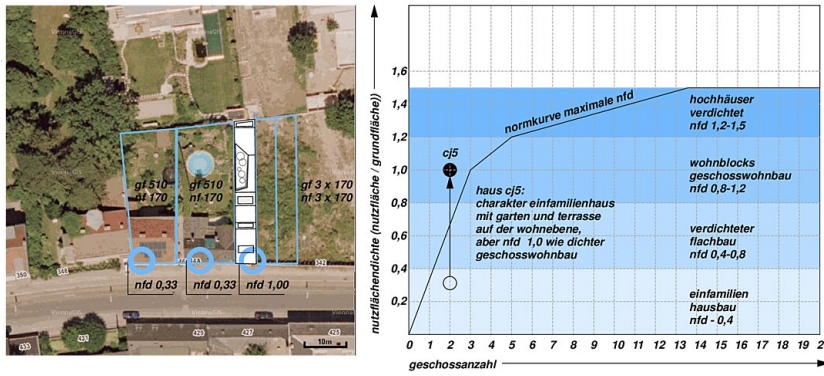 gf 510
nf 170
gf 510
nf 170
gf 3 x 170
nf 3 x 170
350
348
344
342
nfd 0,33
nfd 0,33
nfd 1,00
433
431
429
427
425
10m
nutzflächendichte (nutzfläche / grundfläche))
1,6
1,4
1,2
1,0
0,8
0,6
0,4
0,2
normkurve maximale nfd
cj5
haus cj5:
charakter einfamilienhaus
mit garten und terrasse
auf der wohnebene,
aber nfd 1,0 wie dichter
geschosswohnbau
hochhäuser
verdichtet
nfd 1,2-1,5
wohnblocks
geschosswohnbau
nfd 0,8-1,2
verdichteter
flachbau
nfd 0,4-0,8
einfamilien
hausbau
nfd - 0,4
0 1 2 3 4 5 6 7 8 9 10 11 12 13 14 15 16 17 18 19 2
geschossanzahl